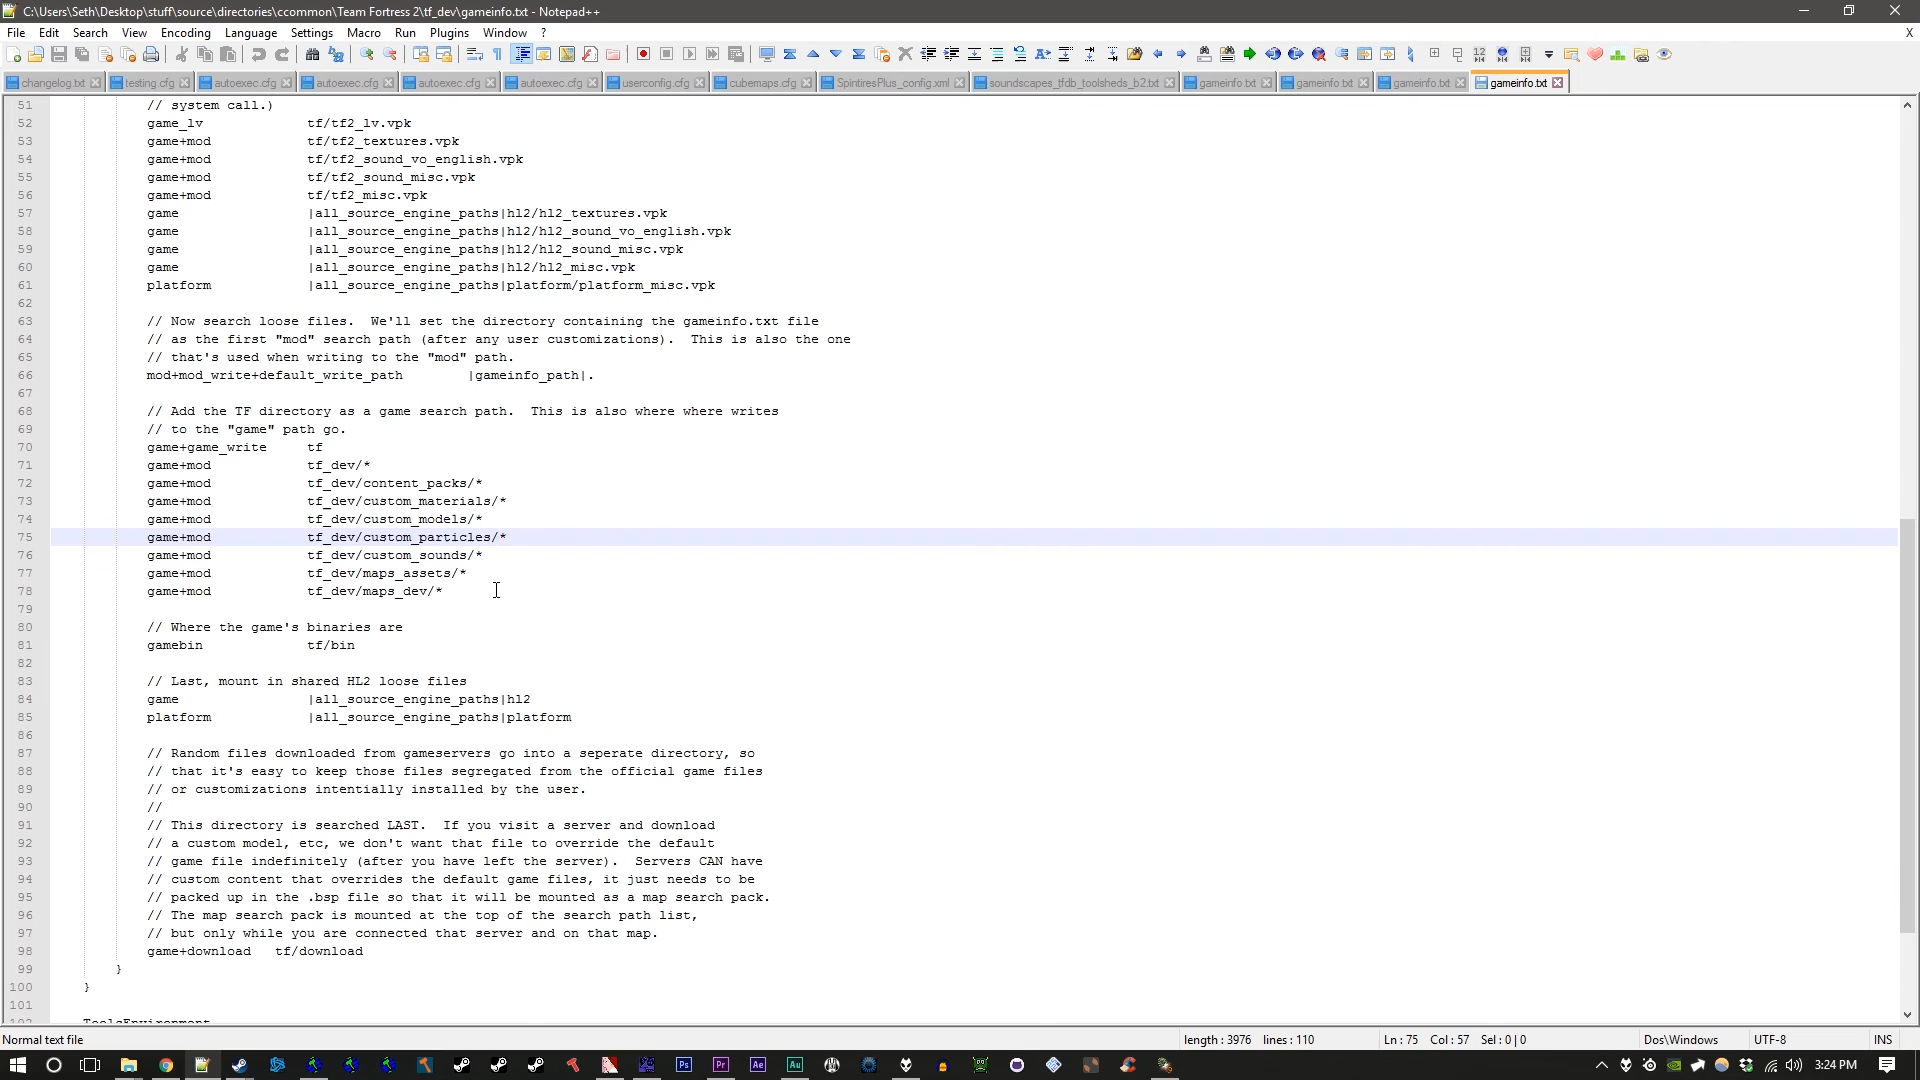 C:\Users\Seth\Desktop\stuff\source\directories\ccommon\Team Fortress 2\tf_dev\gameinfo.txt - Notepad++
File Edit Search View Encoding Language Settings Macro Run Plugins Window ? X
changelog.txt testing.cfg autoexec.cfg autoexec.cfg autoexec.cfg autoexec.cfg userconfig.cfg cubemaps.cfg SpintiresPlus_config.xml soundscapes_tfdb_toolsheds_b2.txt gameinfo.txt gameinfo.txt gameinfo.txt gameinfo.txt
51 // system call.)
52 game_lv tf/tf2_lv.vpk
53 game+mod tf/tf2_textures.vpk
54 game+mod tf/tf2_sound_vo_english.vpk
55 game+mod tf/tf2_sound_misc.vpk
56 game+mod tf/tf2_misc.vpk
57 game |all_source_engine_paths|hl2/hl2_textures.vpk
58 game |all_source_engine_paths|hl2/hl2_sound_vo_english.vpk
59 game |all_source_engine_paths|hl2/hl2_sound_misc.vpk
60 game |all_source_engine_paths|hl2/hl2_misc.vpk
61 platform |all_source_engine_paths|platform/platform_misc.vpk
62
63 // Now search loose files.  We'll set the directory containing the gameinfo.txt file
64 // as the first "mod" search path (after any user customizations).  This is also the one
65 // that's used when writing to the "mod" path.
66 mod+mod_write+default_write_path |gameinfo_path|.
67
68 // Add the TF directory as a game search path.  This is also where where writes
69 // to the "game" path go.
70 game+game_write tf
71 game+mod tf_dev/*
72 game+mod tf_dev/content_packs/*
73 game+mod tf_dev/custom_materials/*
74 game+mod tf_dev/custom_models/*
75 game+mod tf_dev/custom_particles/*
76 game+mod tf_dev/custom_sounds/*
77 game+mod tf_dev/maps_assets/*
78 game+mod tf_dev/maps_dev/*
79
80 // Where the game's binaries are
81 gamebin tf/bin
82
83 // Last, mount in shared HL2 loose files
84 game |all_source_engine_paths|hl2
85 platform |all_source_engine_paths|platform
86
87 // Random files downloaded from gameservers go into a seperate directory, so
88 // that it's easy to keep those files segregated from the official game files
89 // or customizations intentially installed by the user.
90 //
91 // This directory is searched LAST.  If you visit a server and download
92 // a custom model, etc, we don't want that file to override the default
93 // game file indefinitely (after you have left the server).  Servers CAN have
94 // custom content that overrides the default game files, it just needs to be
95 // packed up in the .bsp file so that it will be mounted as a map search pack.
96 // The map search pack is mounted at the top of the search path list,
97 // but only while you are connected that server and on that map.
98 game+download tf/download
99 }
100 }
101
102 ToolsEnvironment
Normal text file length : 3976 lines : 110 Ln : 75 Col : 57 Sel : 0 | 0 Dos\Windows UTF-8 INS
3:24 PM